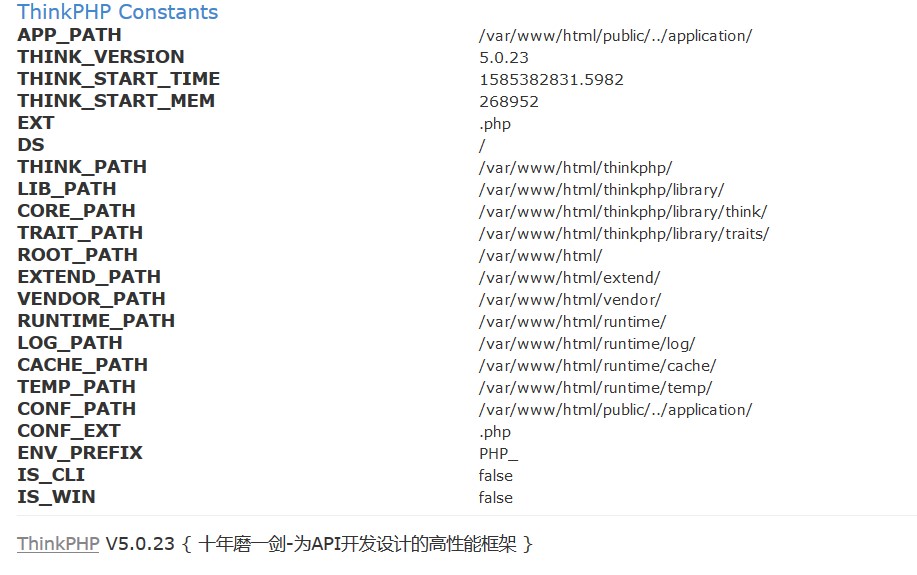 ThinkPHP Constants
APP_PATH /var/www/html/public/../application/
THINK_VERSION 5.0.23
THINK_START_TIME 1585382831.5982
THINK_START_MEM 268952
EXT .php
DS /
THINK_PATH /var/www/html/thinkphp/
LIB_PATH /var/www/html/thinkphp/library/
CORE_PATH /var/www/html/thinkphp/library/think/
TRAIT_PATH /var/www/html/thinkphp/library/traits/
ROOT_PATH /var/www/html/
EXTEND_PATH /var/www/html/extend/
VENDOR_PATH /var/www/html/vendor/
RUNTIME_PATH /var/www/html/runtime/
LOG_PATH /var/www/html/runtime/log/
CACHE_PATH /var/www/html/runtime/cache/
TEMP_PATH /var/www/html/runtime/temp/
CONF_PATH /var/www/html/public/../application/
CONF_EXT .php
ENV_PREFIX PHP_
IS_CLI false
IS_WIN false
ThinkPHP V5.0.23 { 十年磨一剑-为API开发设计的高性能框架 }